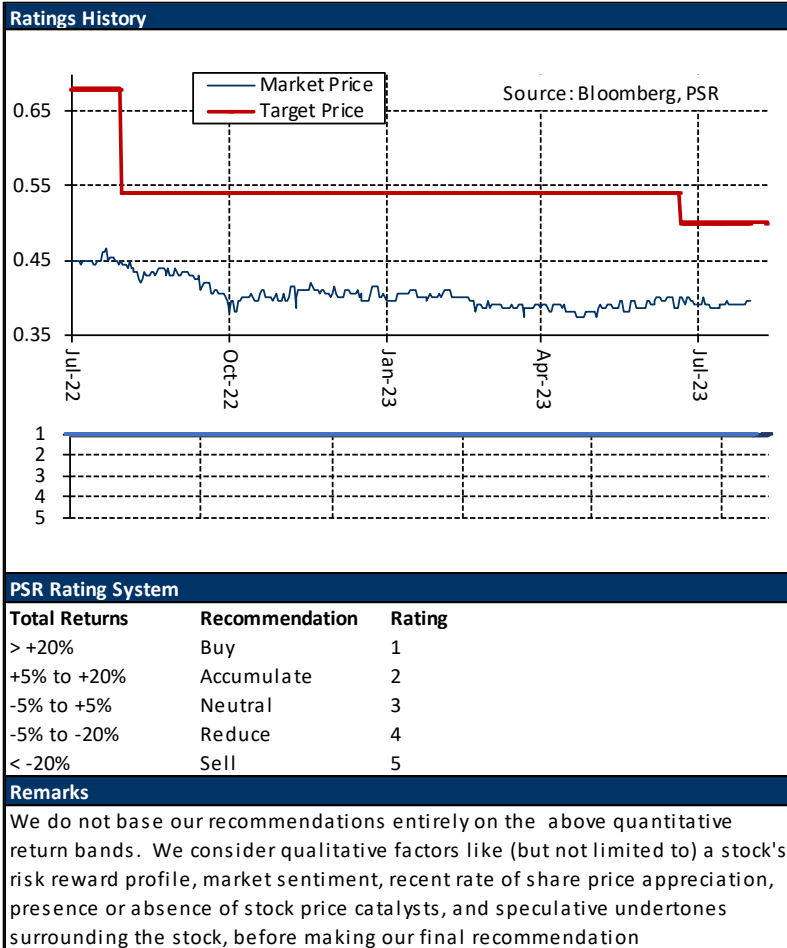 Ratings History
Market Price
Target Price
Source: Bloomberg, PSR
0.65
0.55
0.45
0.35
Jul-22
Oct-22
Jan-23
Apr-23
Jul-23
1
2
3
4
5
PSR Rating System
Total Returns Recommendation Rating
> +20% Buy 1
+5% to +20% Accumulate 2
-5% to +5% Neutral 3
-5% to -20% Reduce 4
< -20% Sell 5
Remarks
We do not base our recommendations entirely on the above quantitative
return bands. We consider qualitative factors like (but not limited to) a stock's
risk reward profile, market sentiment, recent rate of share price appreciation,
presence or absence of stock price catalysts, and speculative undertones
surrounding the stock, before making our final recommendation